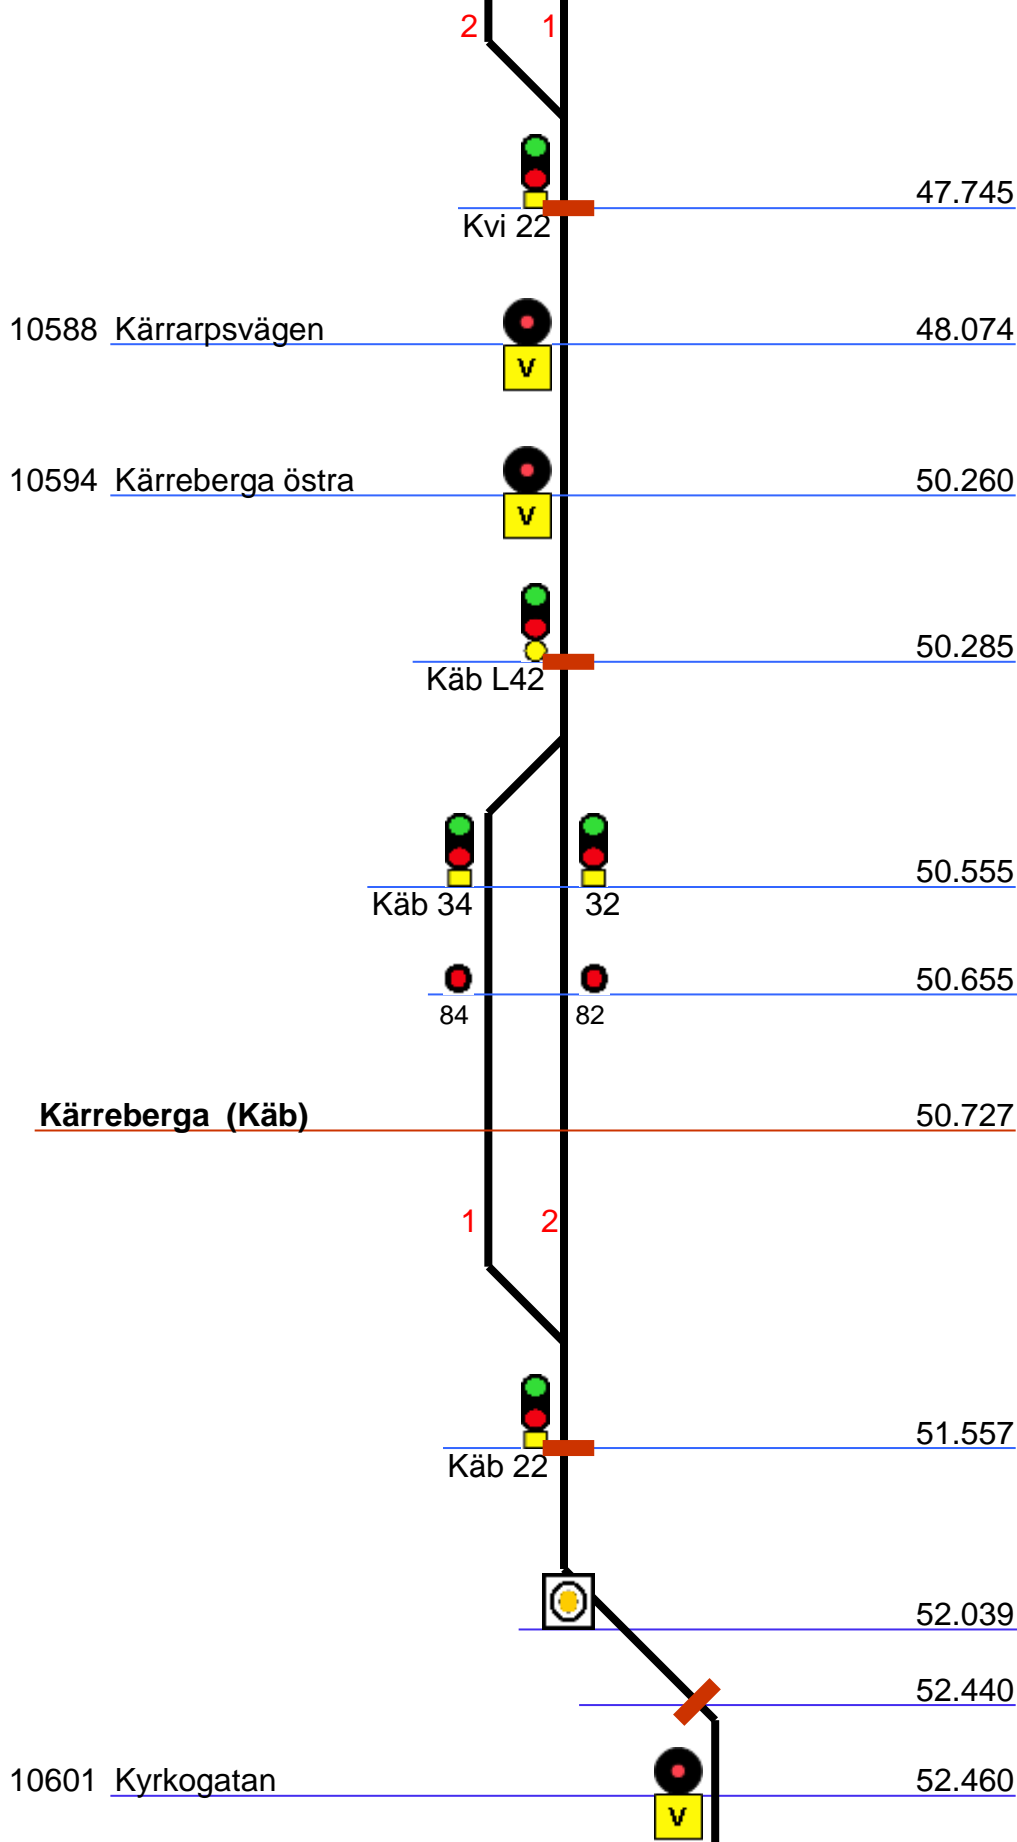 2 1
47.745
Kvi 22
10588 Kärrarpsvägen 48.074
V
10594 Kärreberga östra 50.260
V
50.285
Käb L42
50.555
Käb 34 32
50.655
84 82
Kärreberga (Käb) 50.727
1 2
51.557
Käb 22
52.039
52.440
10601 Kyrkogatan 52.460
V